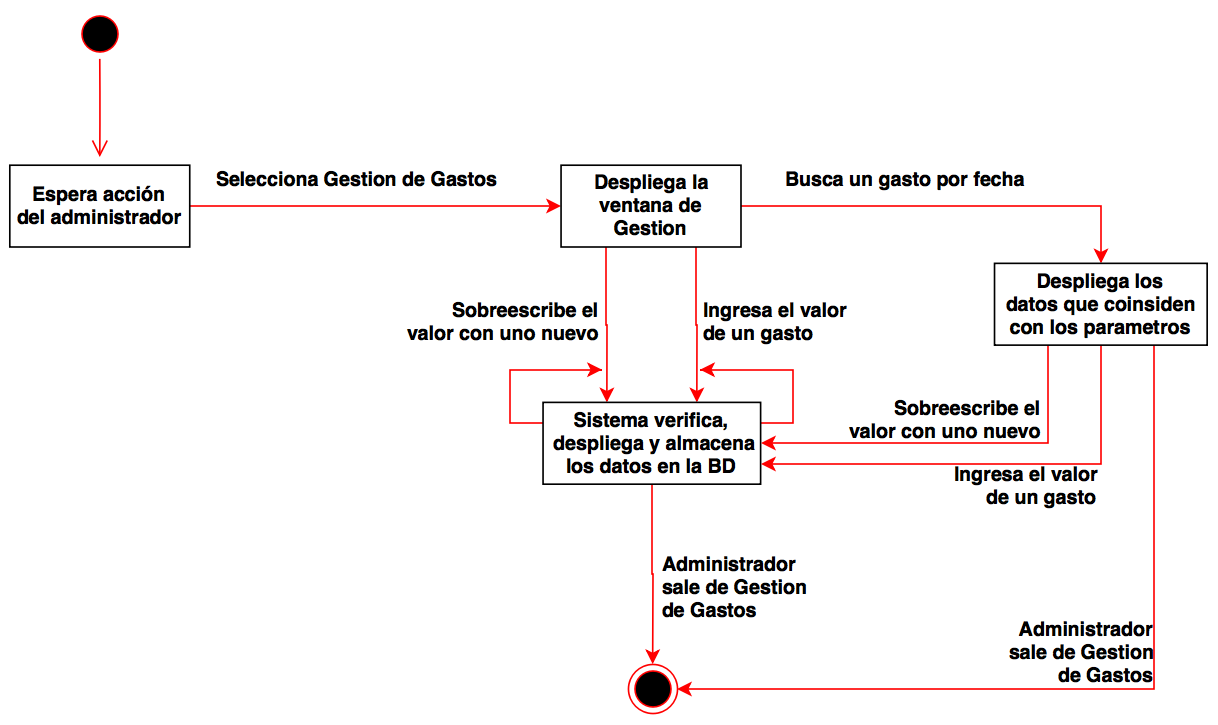 Espera acción
del administrador
Selecciona Gestion de Gastos
Despliega la
ventana de
Gestion
Busca un gasto por fecha
Despliega los
datos que coinsiden
con los parametros
Sobreescribe el
valor con uno nuevo
Ingresa el valor
de un gasto
Sistema verifica,
despliega y almacena
los datos en la BD
Sobreescribe el
valor con uno nuevo
Ingresa el valor
de un gasto
Administrador
sale de Gestion
de Gastos
Administrador
sale de Gestion
de Gastos